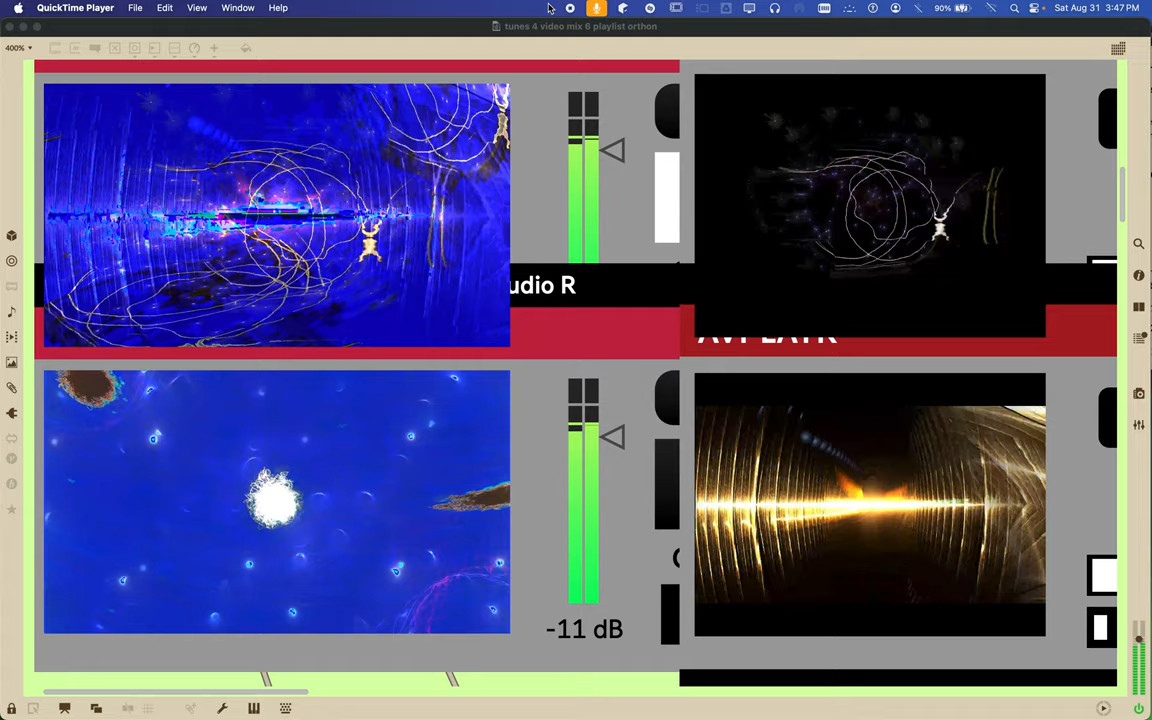 QuickTime Player File Edit View Window Help 90% Sat Aug 31 3:47 PM
tunes 4 video mix 6 playlist orthon
400%
udio R
-11 dB